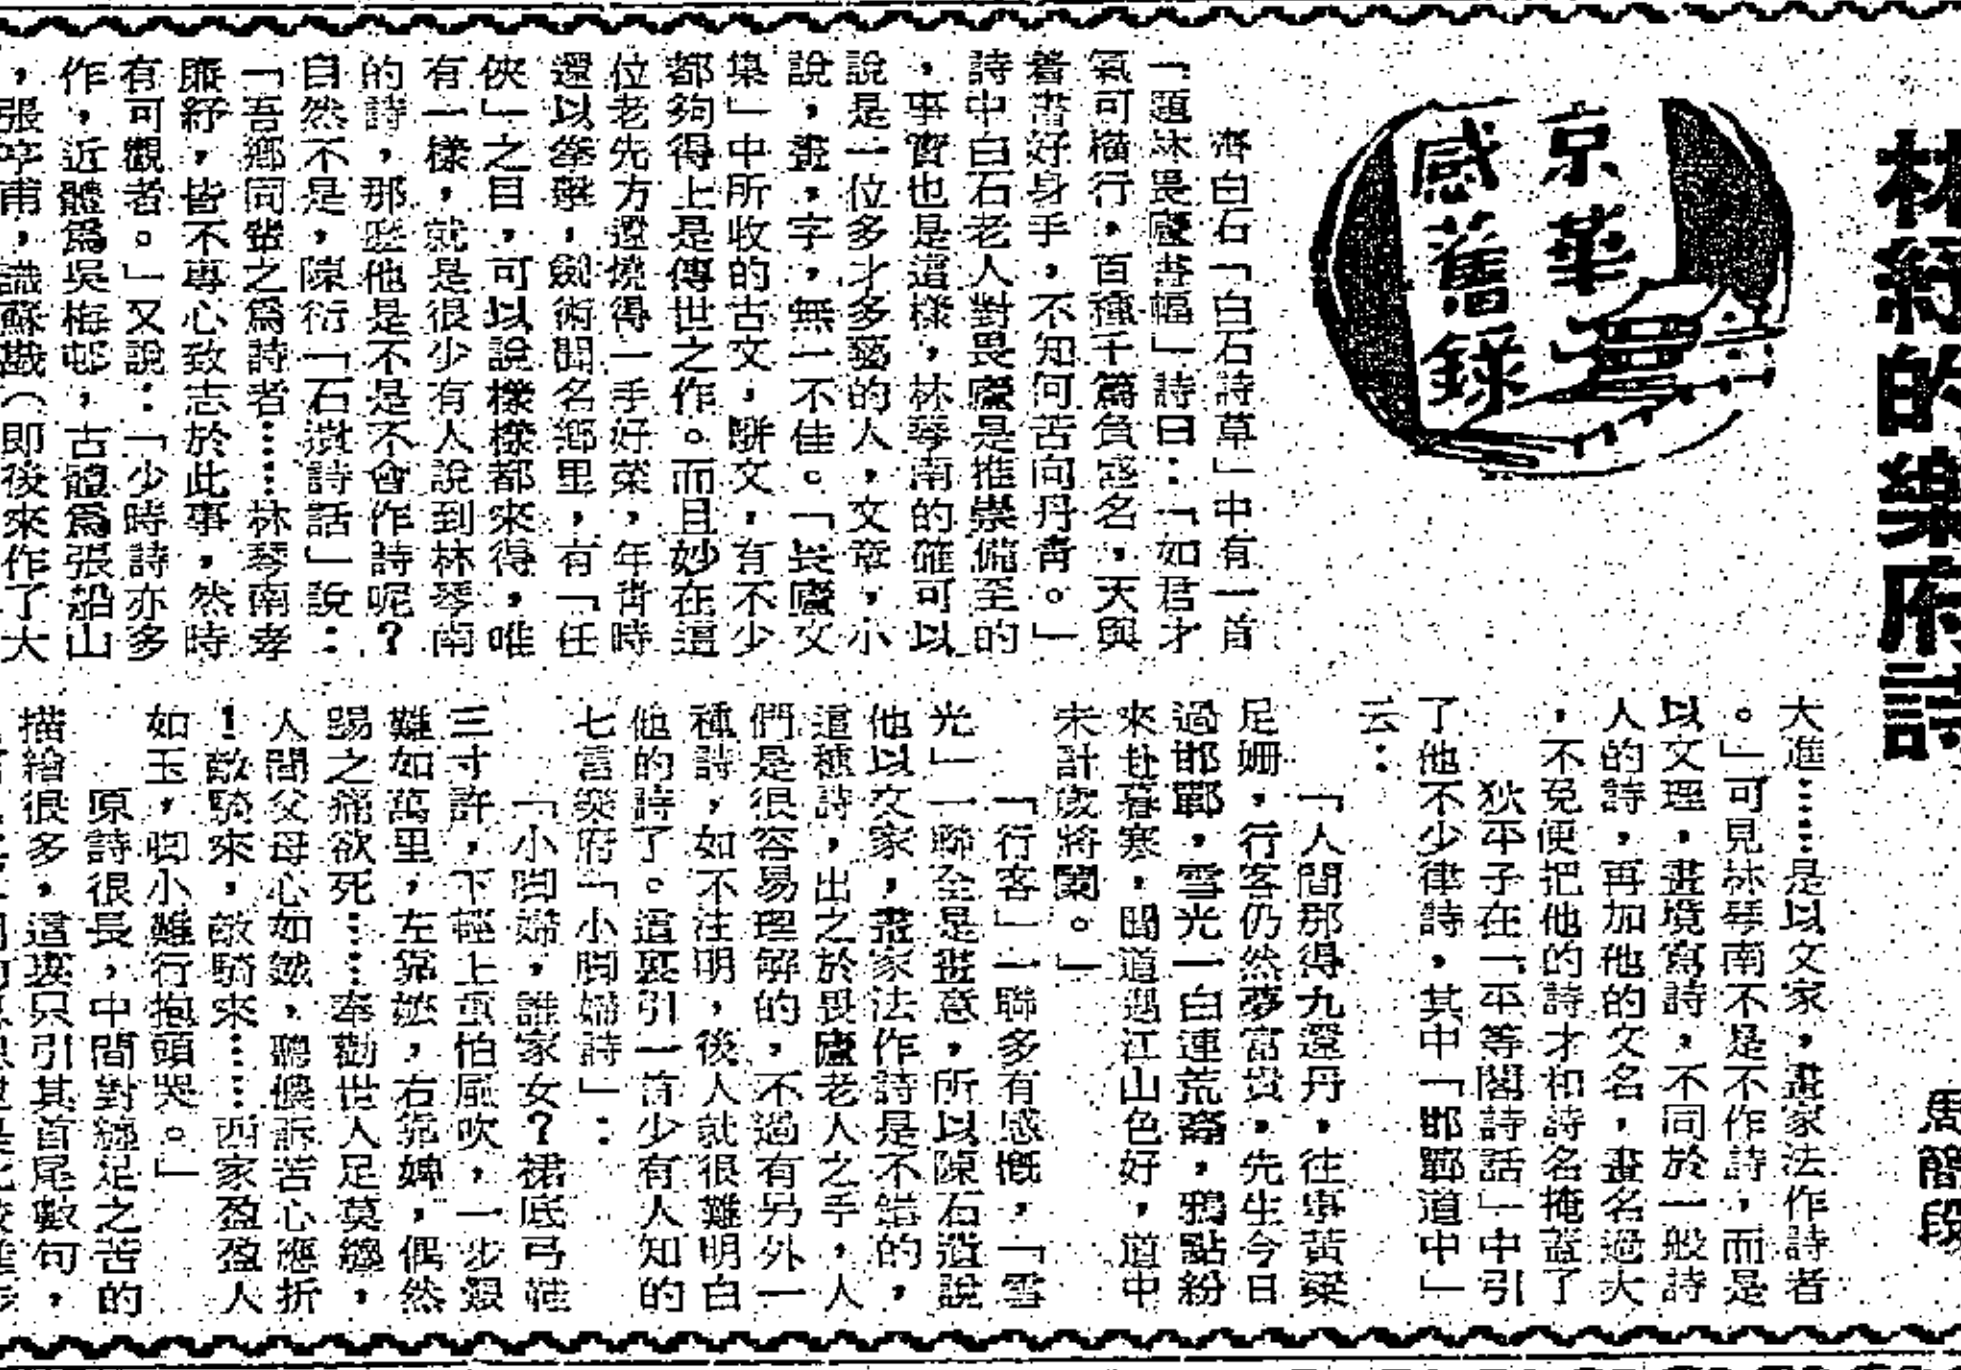 林紓的樂府詩
周簡段
京華
感舊錄
齊白石「白石詩草」中有一首
「題林畏廬畫幅」詩曰：「如君才
氣可橫行，百種千篇負盛名，天與
著書好身手，不知何苦向丹青。」
詩中白石老人對畏廬是推崇備至的
，事實也是這樣，林琴南的確可以
說是一位多才多藝的人，文章，小
說，畫，字，無一不佳。「畏廬文
集」中所收的古文，駢文，有不少
都夠得上是傳世之作。而且妙在這
位老先方還燒得一手好菜，年青時
還以拳擊，劍術聞名鄉里，有「任
俠」之目，可以說樣樣都來得，唯
有一樣，就是很少有人說到林琴南
的詩，那麼他是不是不會作詩呢？
自然不是，陳衍「石遺詩話」說：
「吾鄉同輩之為詩者……林琴南孝
廉紓，皆不專心致志於此事，然時
有可觀者。」又說：「少時詩亦多
作，近體為吳梅邨，古體為張船山
，張亨甫，識蘇戡（即後來作了大
大進……是以文家，畫家法作詩者
。」可見林琴南不是不作詩，而是
以文理，畫境寫詩，不同於一般詩
人的詩，再加他的文名，畫名過大
，不免便把他的詩才和詩名掩蓋了
狄平子在「平等閣詩話」中引
了他不少律詩，其中「邯鄲道中」
云：
「人間那得九還丹，往事黃粱
足姍，行客仍然夢富貴，先生今日
過邯鄲，雪光一白連荒裔，鴉點紛
來赴暮寒，聞道過江山色好，道中
未計歲將闌。」
「行客」一聯多有感慨，「雪
光」一聯全是畫意，所以陳石遺說
他以文家，畫家法作詩是不錯的，
這種詩，出之於畏廬老人之手，人
們是很容易理解的，不過有另外一
種詩，如不注明，後人就很難明白
他的詩了。這裏引一首少有人知的
七言樂府「小脚婦詩」：
「小脚婦，誰家女？裙底弓鞋
三寸許，下輕上重怕風吹，一步艱
難如萬里，左靠嬤，右靠婢，偶然
踢之痛欲死……奉勸世人足莫纏，
人間父母心如鐵，聽儂訴苦心應折
！敵騎來，敵騎來……西家盈盈人
如玉，脚小難行抱頭哭。」
原詩很長，中間對纏足之苦的
描繪很多，這裏只引其首尾數句，